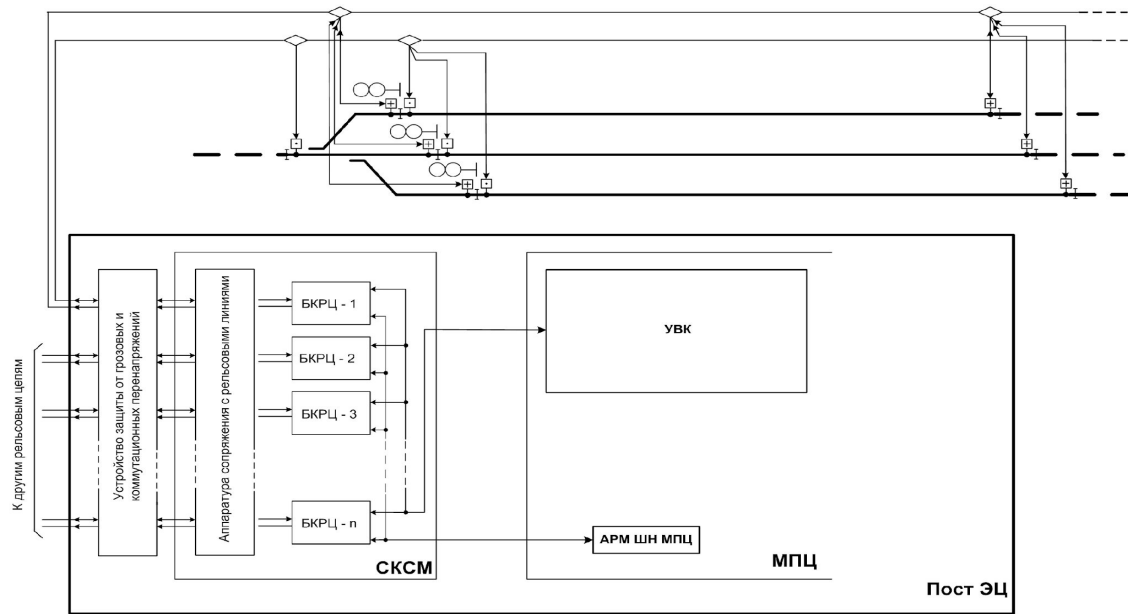 К другим рельсовым цепям
Устройство защиты от грозовых и
коммутационных перенапряжений
Аппаратура сопряжения с рельсовыми линиями
БКРЦ - 1
БКРЦ - 2
БКРЦ - 3
БКРЦ - n
СКСМ
УВК
АРМ ШН МПЦ
МПЦ
Пост ЭЦ